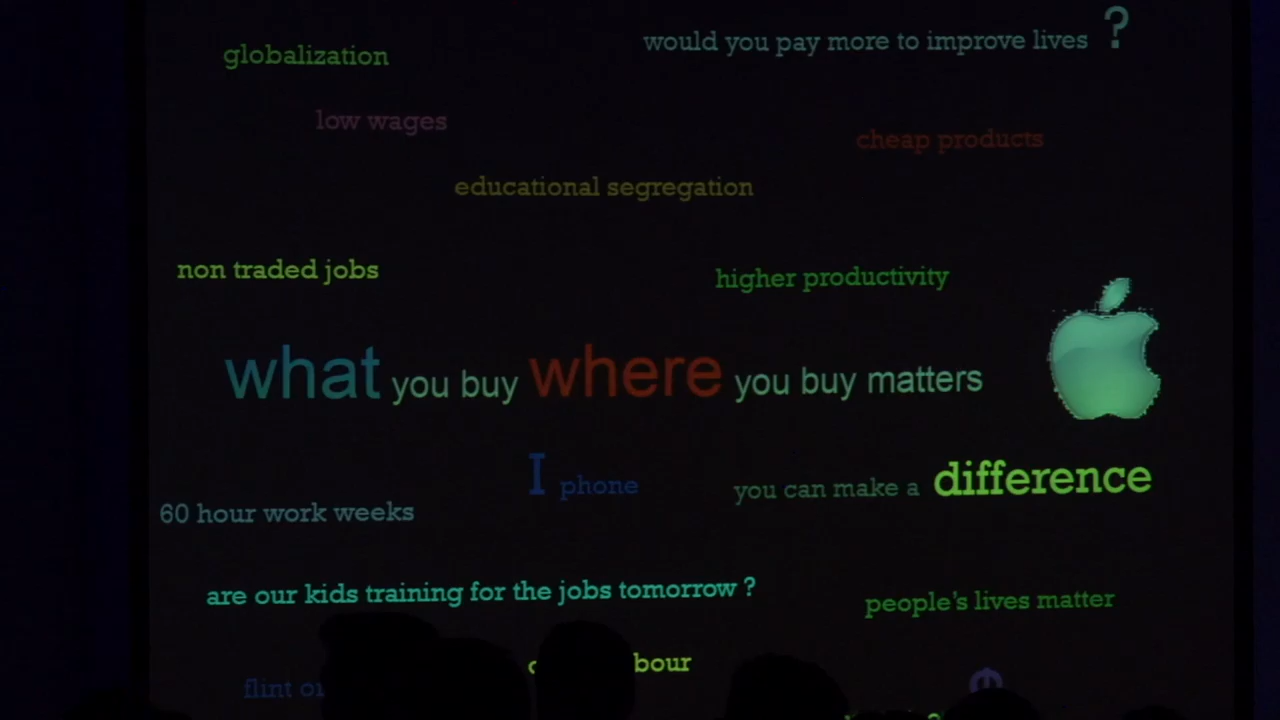 would you pay more to improve lives ?
globalization
low wages
cheap products
educational segregation
non traded jobs
higher productivity
what you buy where you buy matters
I phone
you can make a difference
60 hour work weeks
are our kids training for the jobs tomorrow ?
people's lives matter
flint